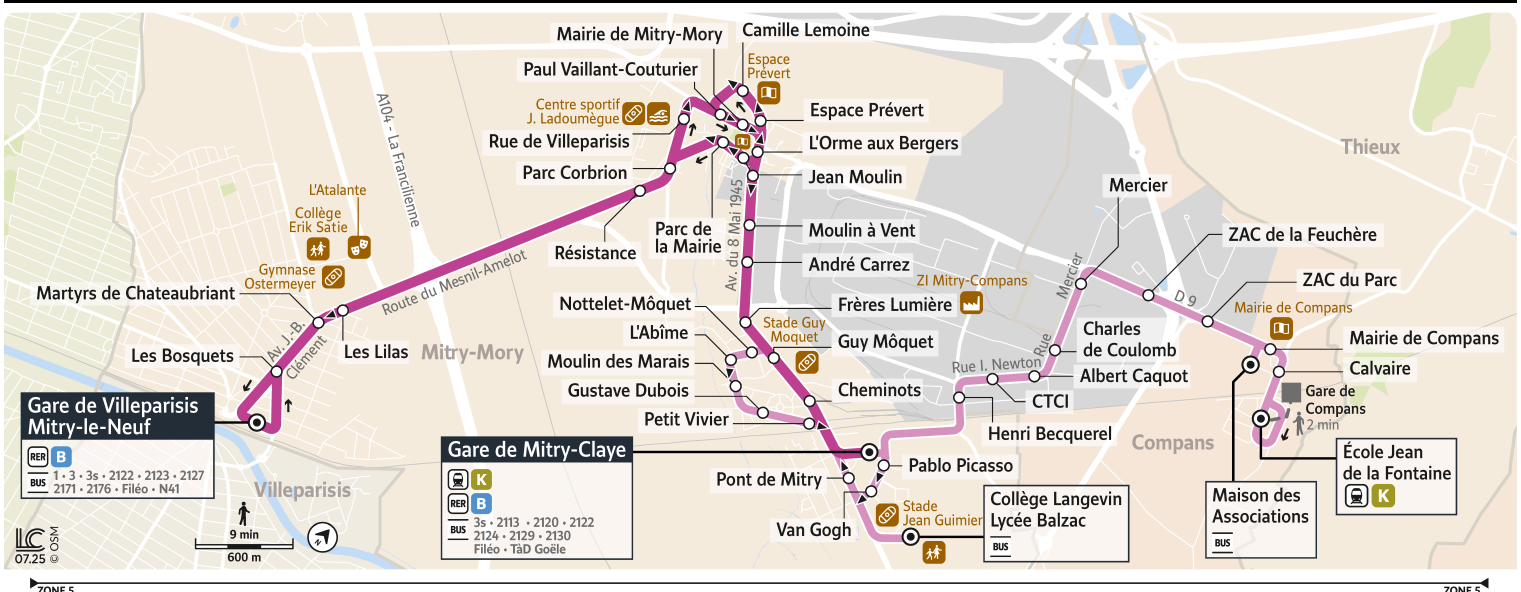 Mairie de Mitry-Mory
Camille Lemoine
Paul Vaillant-Couturier
Espace
Prévert
Centre sportif
J. Ladoumègue
Espace Prévert
Rue de Villeparisis
L'Orme aux Bergers
Parc Corbrion
Jean Moulin
A104 - La Francilienne
Thieux
L'Atalante
Collège
Erik Satie
Gymnase
Ostermeyer
Résistance
Parc de
la Mairie
Av. du 8 Mai 1945
Moulin à Vent
André Carrez
Mercier
ZAC de la Feuchère
ZAC du Parc
Martyrs de Chateaubriant
Route du Mesnil-Amelot
Nottelet-Môquet
Frères Lumière
ZI Mitry-Compans
Rue Mercier
D 9
Mairie de Compans
L'Abîme
Stade Guy
Moquet
Guy Môquet
Charles
de Coulomb
Mairie de Compans
Les Bosquets
Av. J.-B.
Clément
Les Lilas
Mitry-Mory
Moulin des Marais
Rue I. Newton
Albert Caquot
Calvaire
Gustave Dubois
Cheminots
CTCI
Gare de
Compans
2 min
Petit Vivier
Henri Becquerel
Compans
Gare de Villeparisis
Mitry-le-Neuf
RER B
BUS
1 • 3 • 3s • 2122 • 2123 • 2127
2171 • 2176 • Filéo • N41
Villeparisis
Gare de Mitry-Claye
K
RER B
BUS
3s • 2113 • 2120 • 2122
2124 • 2129 • 2130
Filéo • TàD Goële
Pont de Mitry
Pablo Picasso
Van Gogh
Stade
Jean Guimier
Collège Langevin
Lycée Balzac
BUS
Maison des
Associations
BUS
École Jean
de la Fontaine
K
9 min
600 m
LC
07.25 © OSM
ZONE 5
ZONE 5